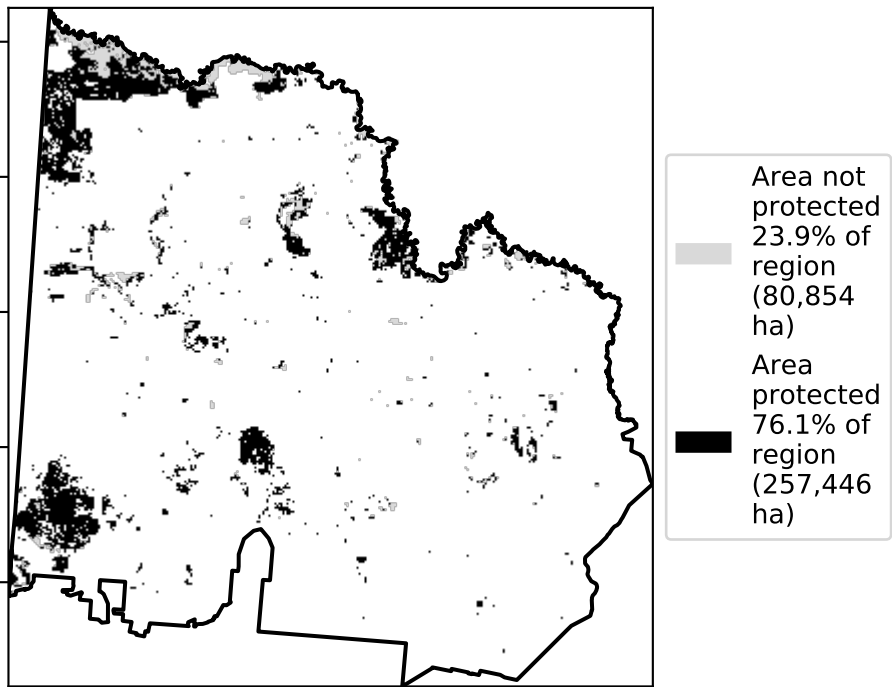 Area not
protected
23.9% of
region
(80,854
ha)
Area
protected
76.1% of
region
(257,446
ha)